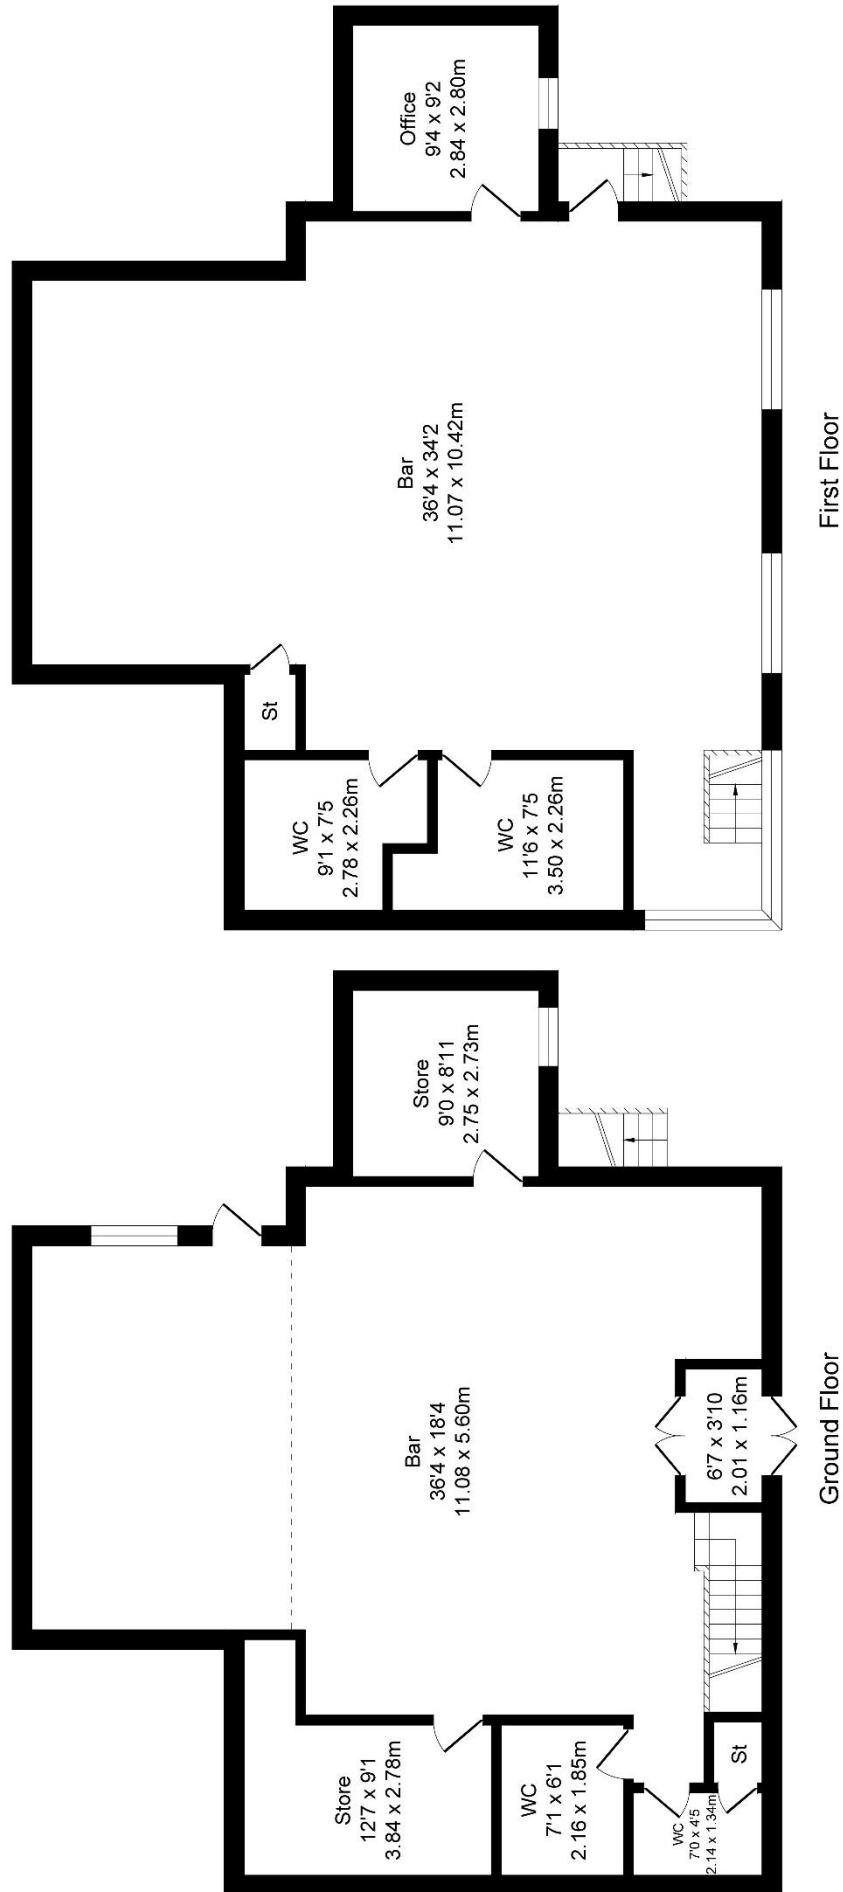 Office
9'4 x 9'2
2.84 x 2.80m
Bar
36'4 x 34'2
11.07 x 10.42m
St
WC
9'1 x 7'5
2.78 x 2.26m
WC
11'6 x 7'5
3.50 x 2.26m
First Floor
Store
9'0 x 8'11
2.75 x 2.73m
Bar
36'4 x 18'4
11.08 x 5.60m
6'7 x 3'10
2.01 x 1.16m
Store
12'7 x 9'1
3.84 x 2.78m
WC
7'1 x 6'1
2.16 x 1.85m
WC
7'0 x 4'5
2.14 x 1.34m
St
Ground Floor